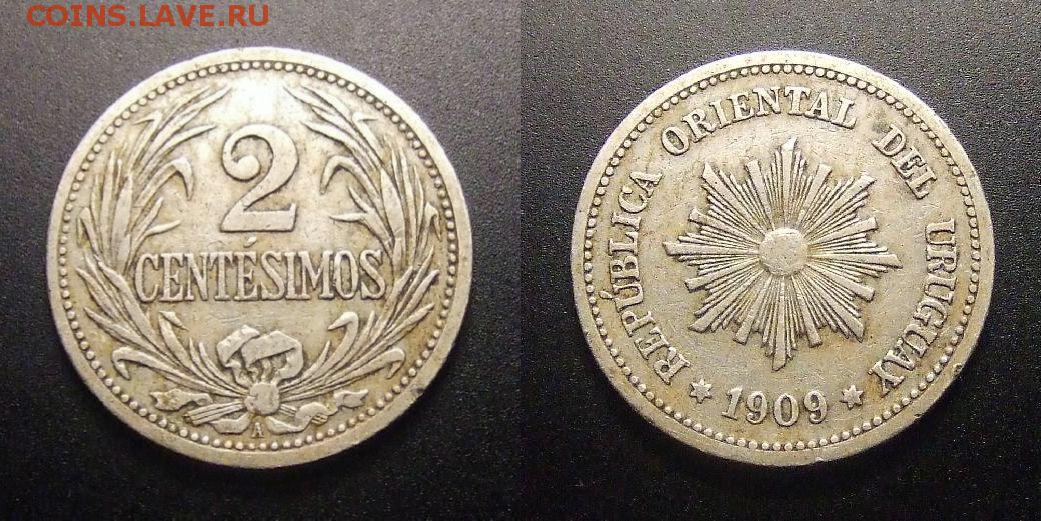 COINS.LAVE.RU
2
CENTÉSIMOS
A
REPÚBLICA ORIENTAL DEL URUGUAY
* 1909 *